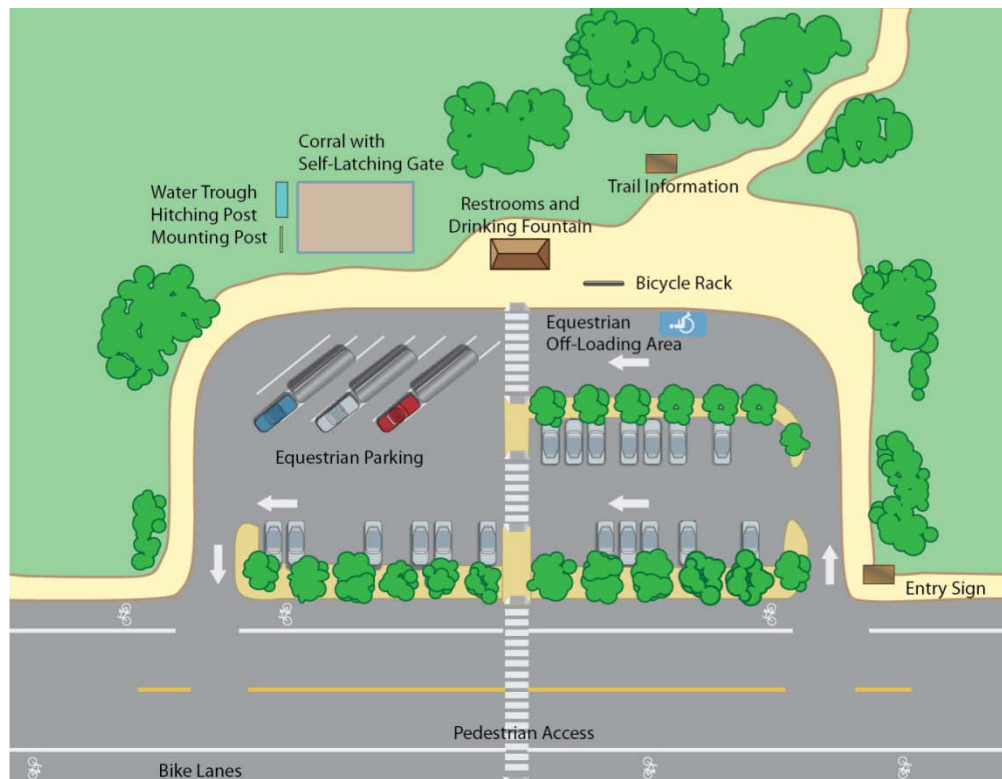 Corral with
Self-Latching Gate
Water Trough
Hitching Post
Mounting Post
Restrooms and
Drinking Fountain
Trail Information
Bicycle Rack
Equestrian
Off-Loading Area
Equestrian Parking
Entry Sign
Pedestrian Access
Bike Lanes